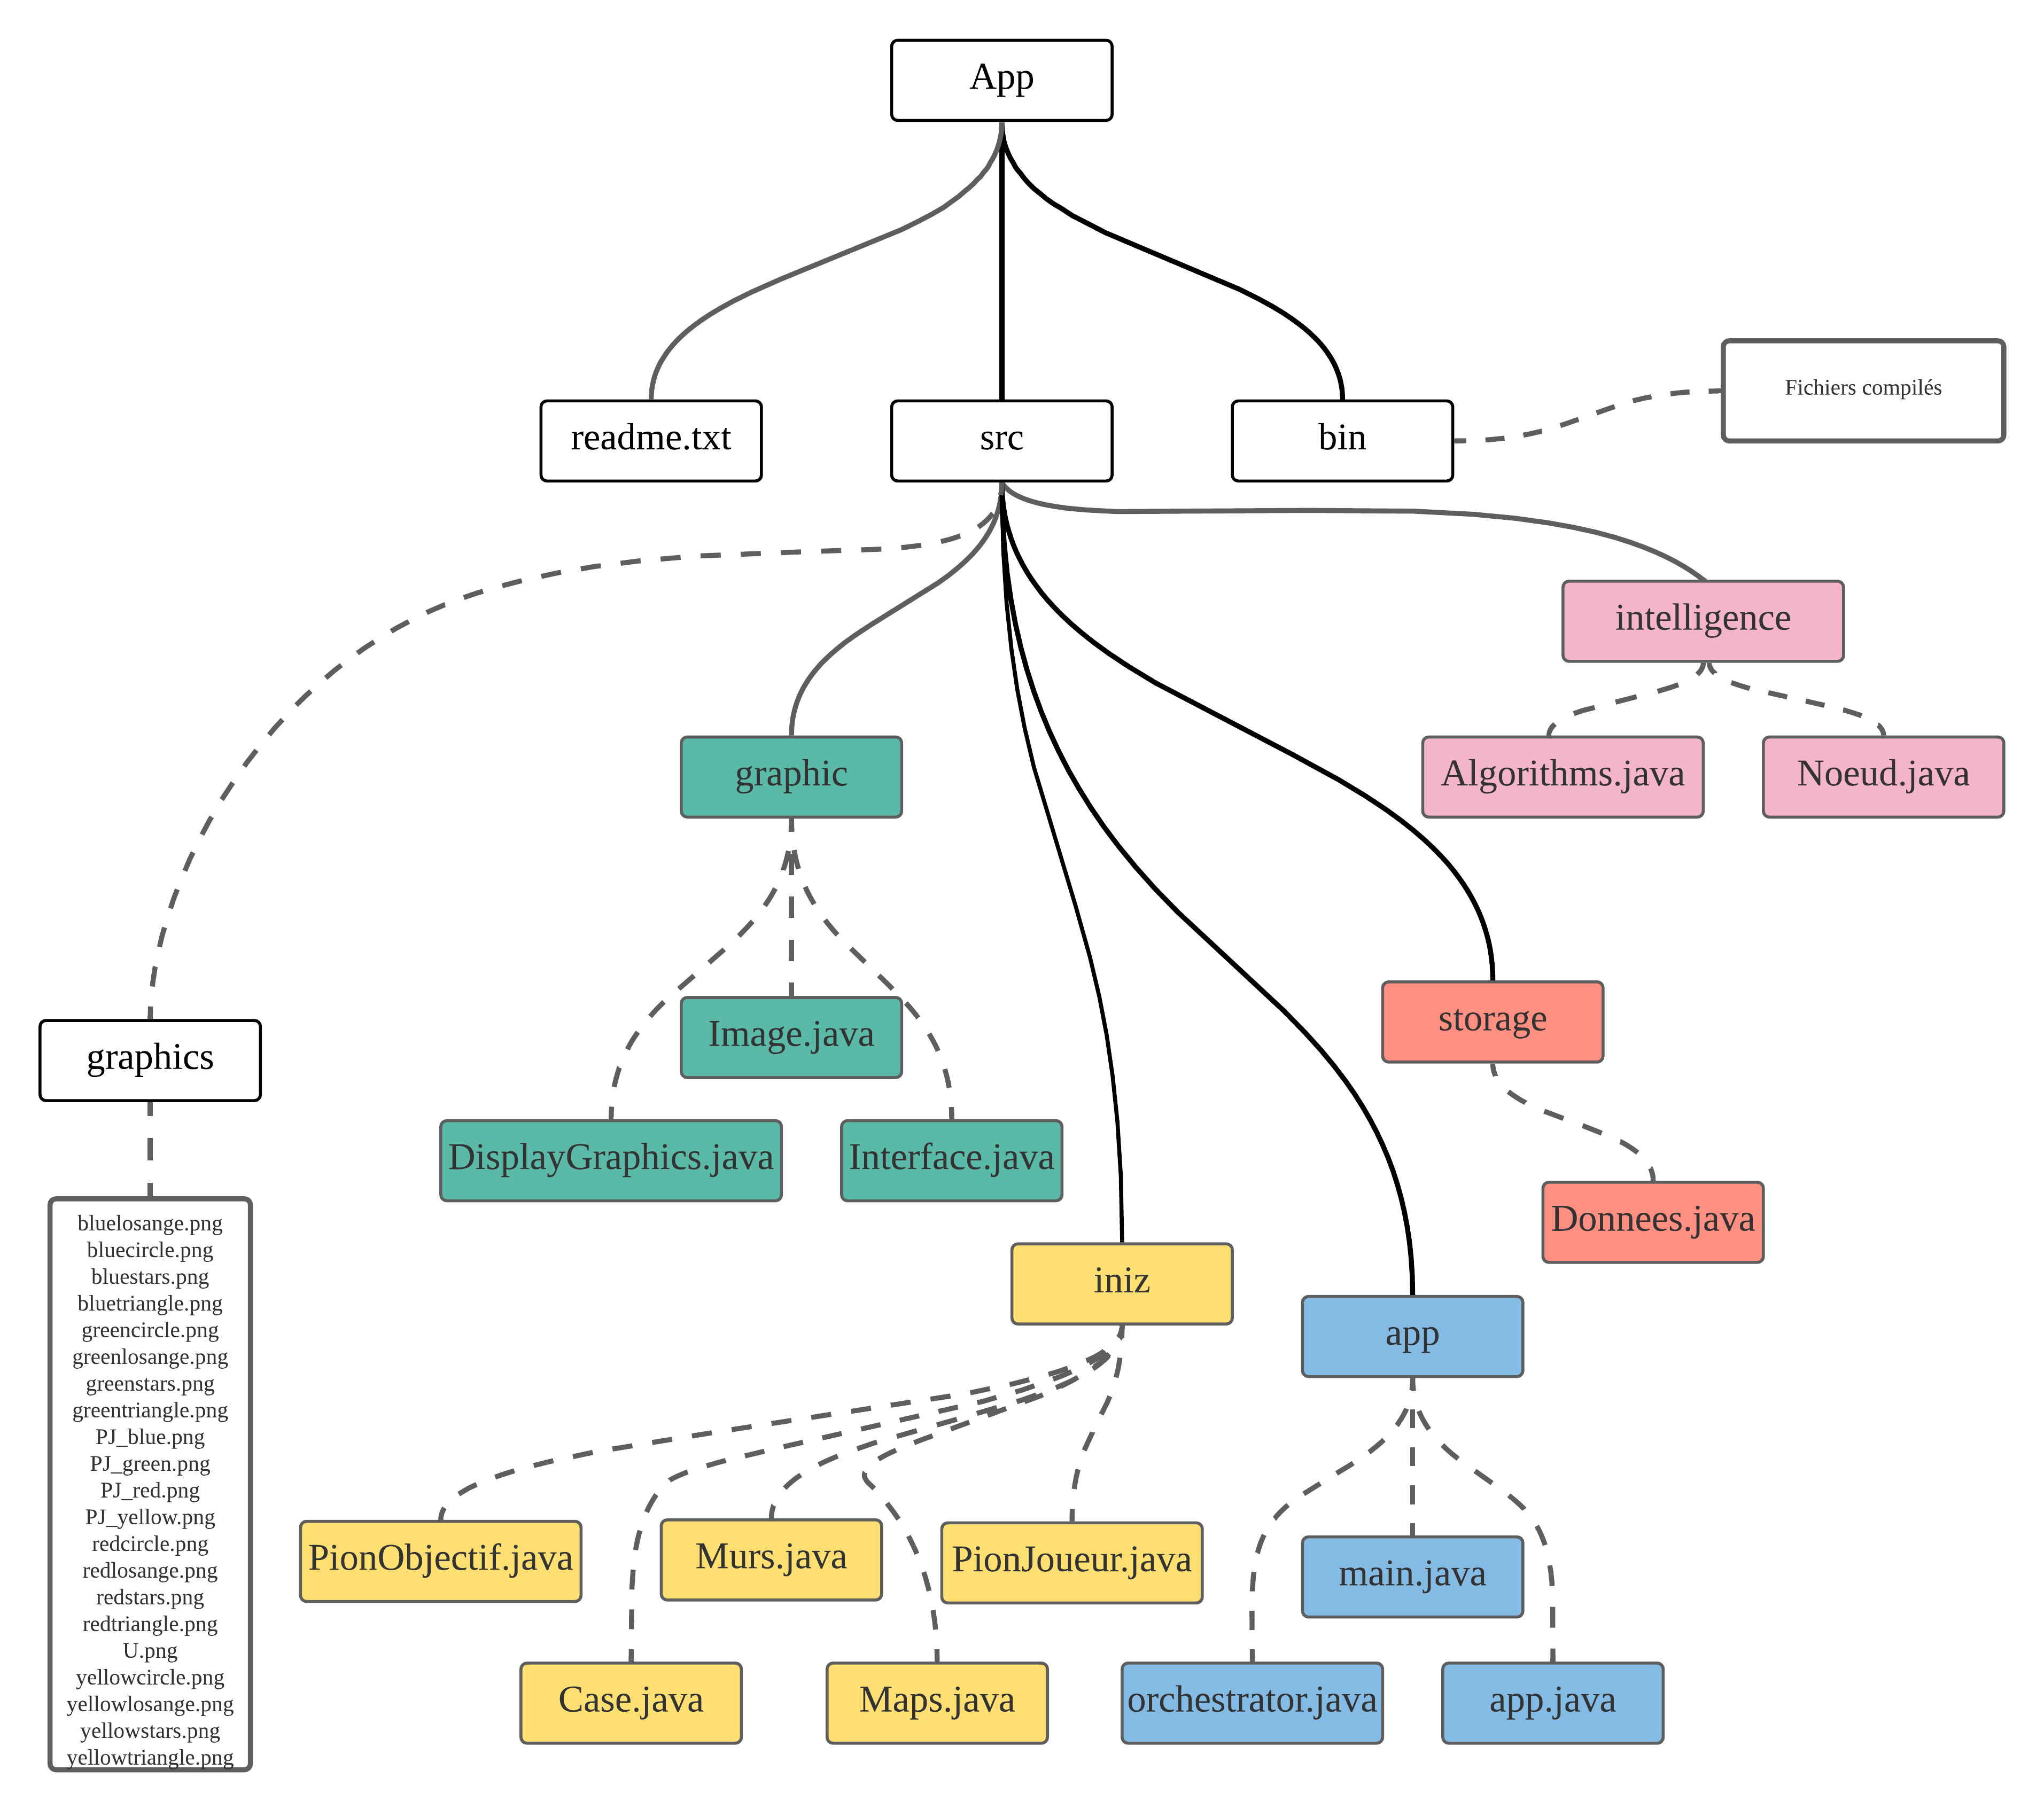 App
readme.txt
src
bin
Fichiers compilés
intelligence
Algorithms.java
Noeud.java
graphic
Image.java
DisplayGraphics.java
Interface.java
storage
Donnees.java
graphics
bluelosange.png
bluecircle.png
bluestars.png
bluetriangle.png
greencircle.png
greenlosange.png
greenstars.png
greentriangle.png
PJ_blue.png
PJ_green.png
PJ_red.png
PJ_yellow.png
redcircle.png
redlosange.png
redstars.png
redtriangle.png
U.png
yellowcircle.png
yellowlosange.png
yellowstars.png
yellowtriangle.png
iniz
app
PionObjectif.java
Murs.java
PionJoueur.java
main.java
Case.java
Maps.java
orchestrator.java
app.java